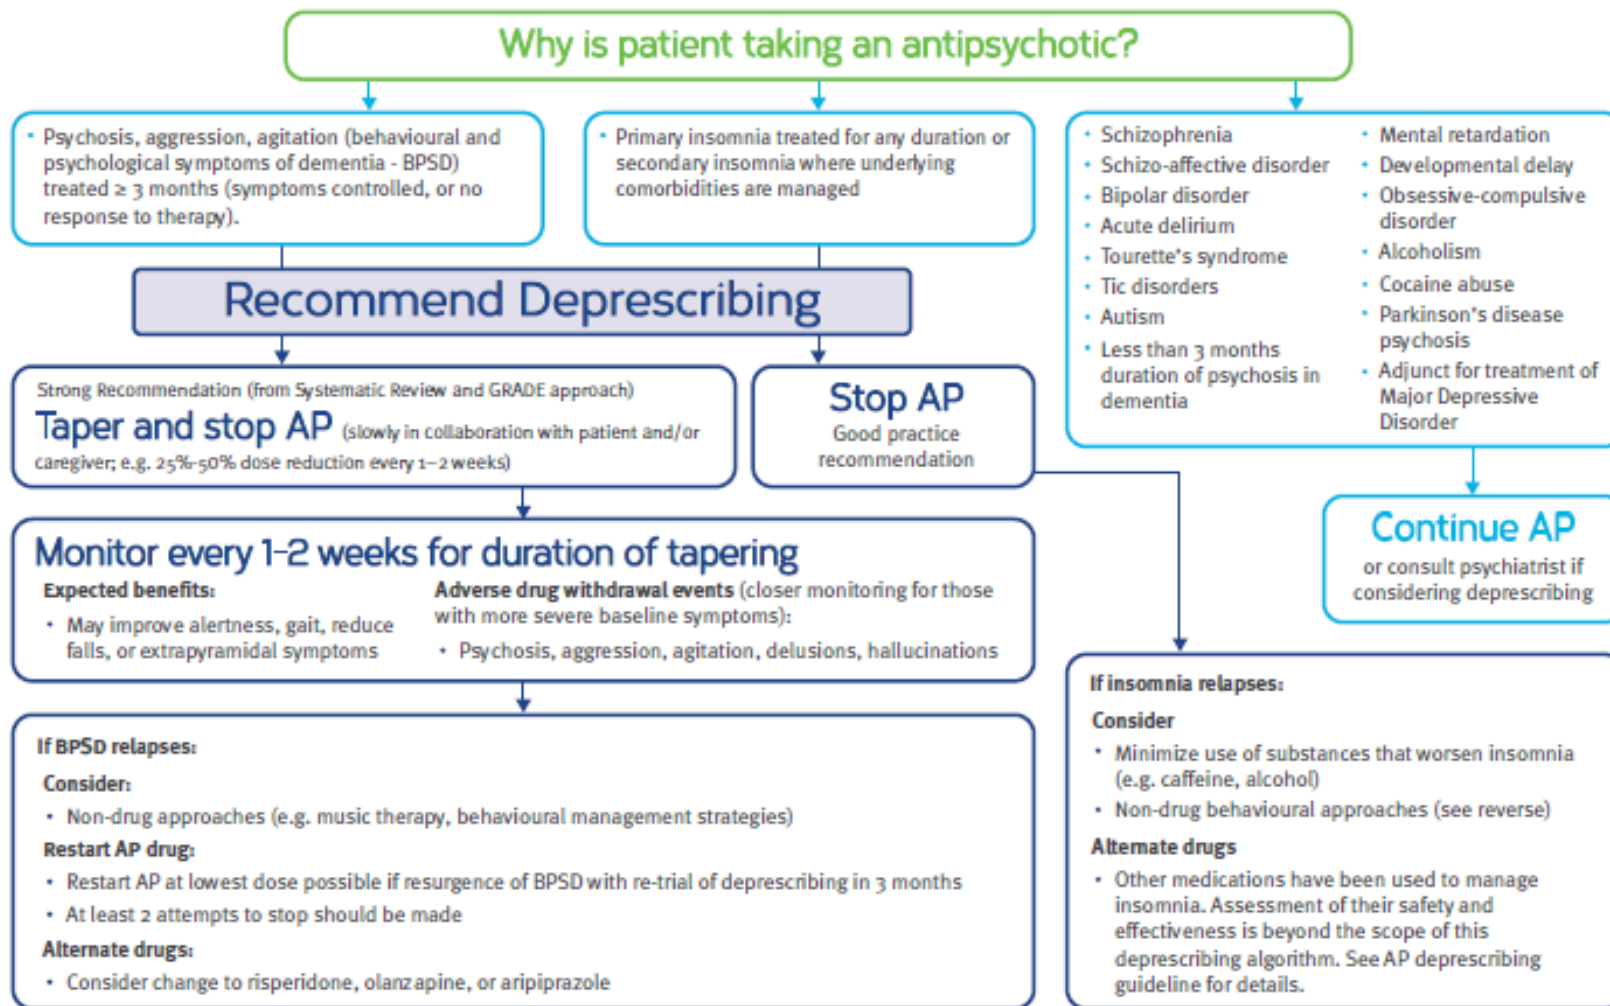 Why is patient taking an antipsychotic?
• Psychosis, aggression, agitation (behavioural and
psychological symptoms of dementia - BPSD)
treated ≥ 3 months (symptoms controlled, or no
response to therapy).
• Primary insomnia treated for any duration or
secondary insomnia where underlying
comorbidities are managed
• Schizophrenia
• Schizo-affective disorder
• Bipolar disorder
• Acute delirium
• Tourette's syndrome
• Tic disorders
• Autism
• Less than 3 months
duration of psychosis in
dementia
• Mental retardation
• Developmental delay
• Obsessive-compulsive
disorder
• Alcoholism
• Cocaine abuse
• Parkinson's disease
psychosis
• Adjunct for treatment of
Major Depressive
Disorder
Recommend Deprescribing
Strong Recommendation (from Systematic Review and GRADE approach)
Taper and stop AP (slowly in collaboration with patient and/or
caregiver; e.g. 25%-50% dose reduction every 1–2 weeks)
Stop AP
Good practice
recommendation
Continue AP
or consult psychiatrist if
considering deprescribing
Monitor every 1–2 weeks for duration of tapering
Expected benefits:
• May improve alertness, gait, reduce
falls, or extrapyramidal symptoms
Adverse drug withdrawal events (closer monitoring for those
with more severe baseline symptoms):
• Psychosis, aggression, agitation, delusions, hallucinations
If BPSD relapses:
Consider:
• Non-drug approaches (e.g. music therapy, behavioural management strategies)
Restart AP drug:
• Restart AP at lowest dose possible if resurgence of BPSD with re-trial of deprescribing in 3 months
• At least 2 attempts to stop should be made
Alternate drugs:
• Consider change to risperidone, olanzapine, or aripiprazole
If insomnia relapses:
Consider
• Minimize use of substances that worsen insomnia
(e.g. caffeine, alcohol)
• Non-drug behavioural approaches (see reverse)
Alternate drugs
• Other medications have been used to manage
insomnia. Assessment of their safety and
effectiveness is beyond the scope of this
deprescribing algorithm. See AP deprescribing
guideline for details.